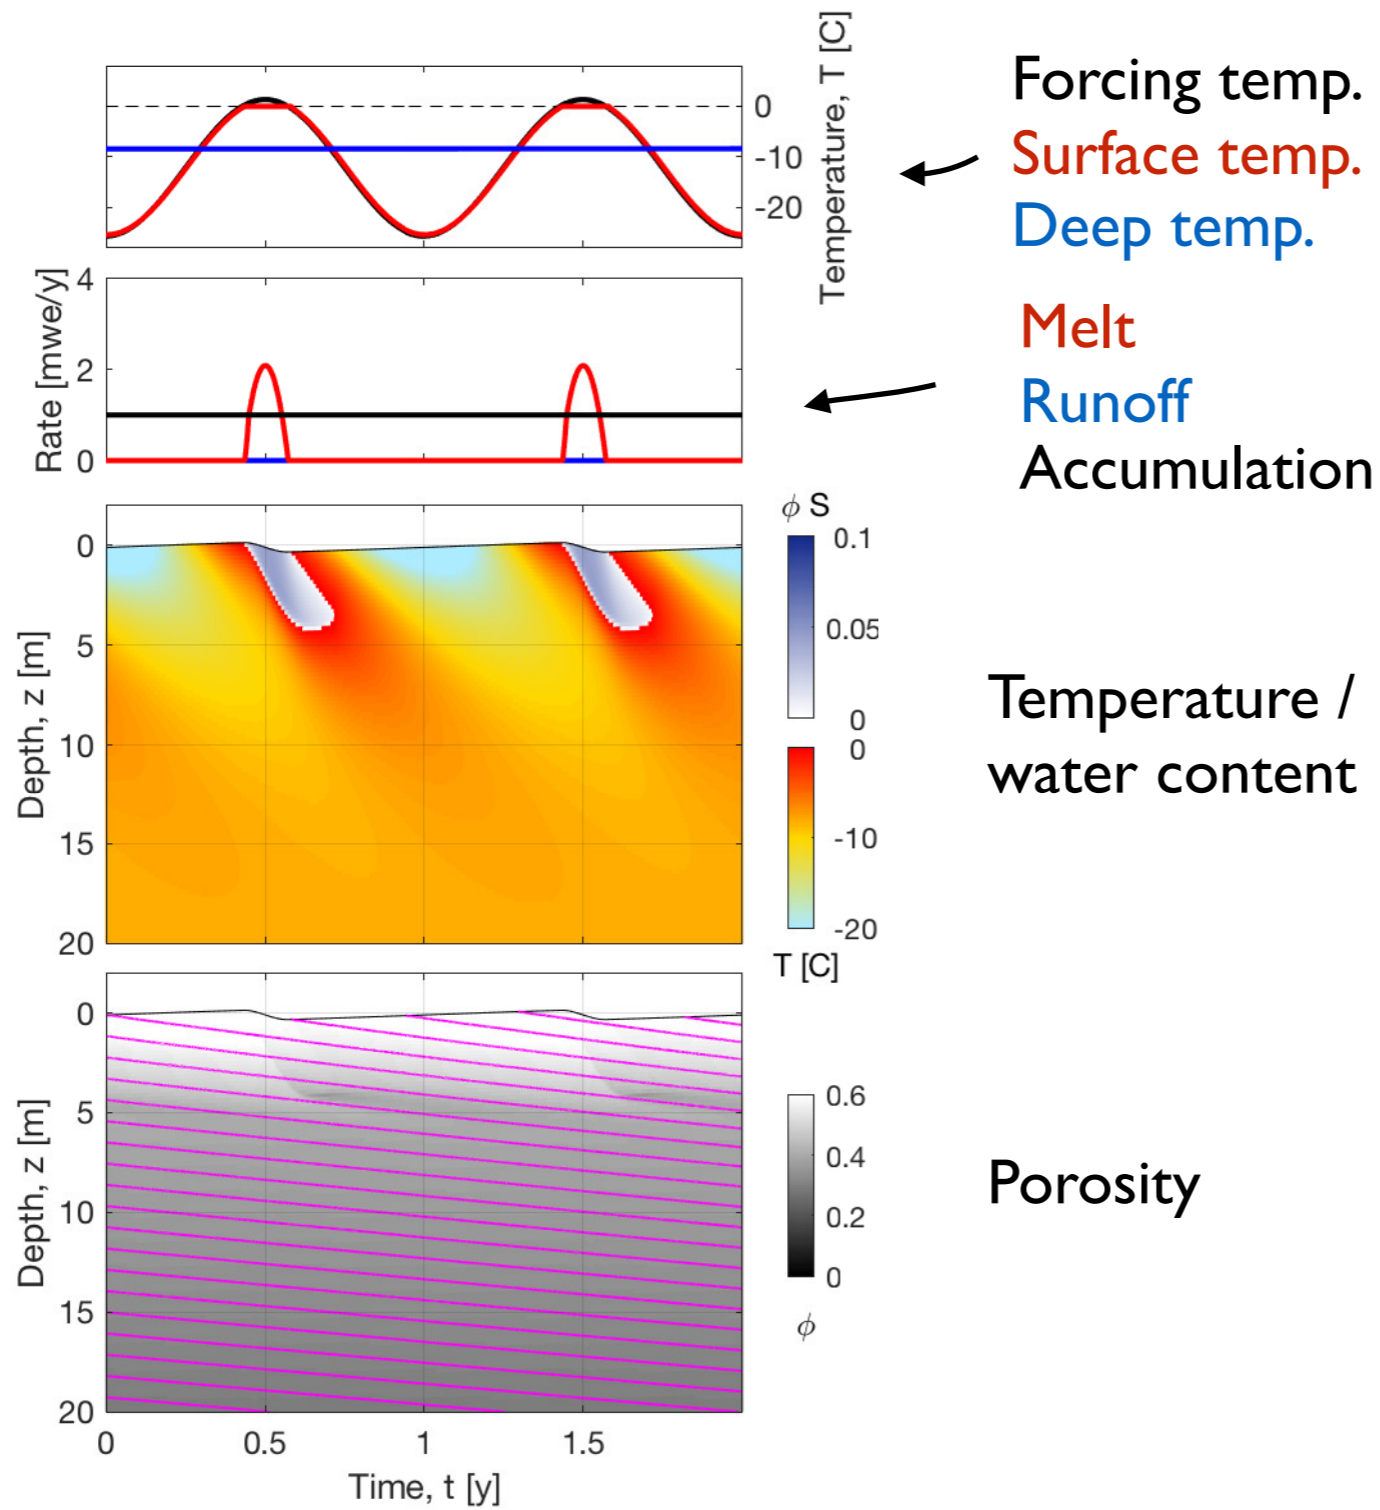 Temperature, T [C]
0
-10
-20
Forcing temp.
Surface temp.
Deep temp.
Rate [mwe/y]
4
2
0
Melt
Runoff
Accumulation
Depth, z [m]
0
5
10
15
20
ϕ S
0.1
0.05
0
0
-10
-20
T [C]
Temperature /
water content
Depth, z [m]
0
5
10
15
20
0.6
0.4
0.2
0
ϕ
Porosity
0 0.5 1 1.5
Time, t [y]